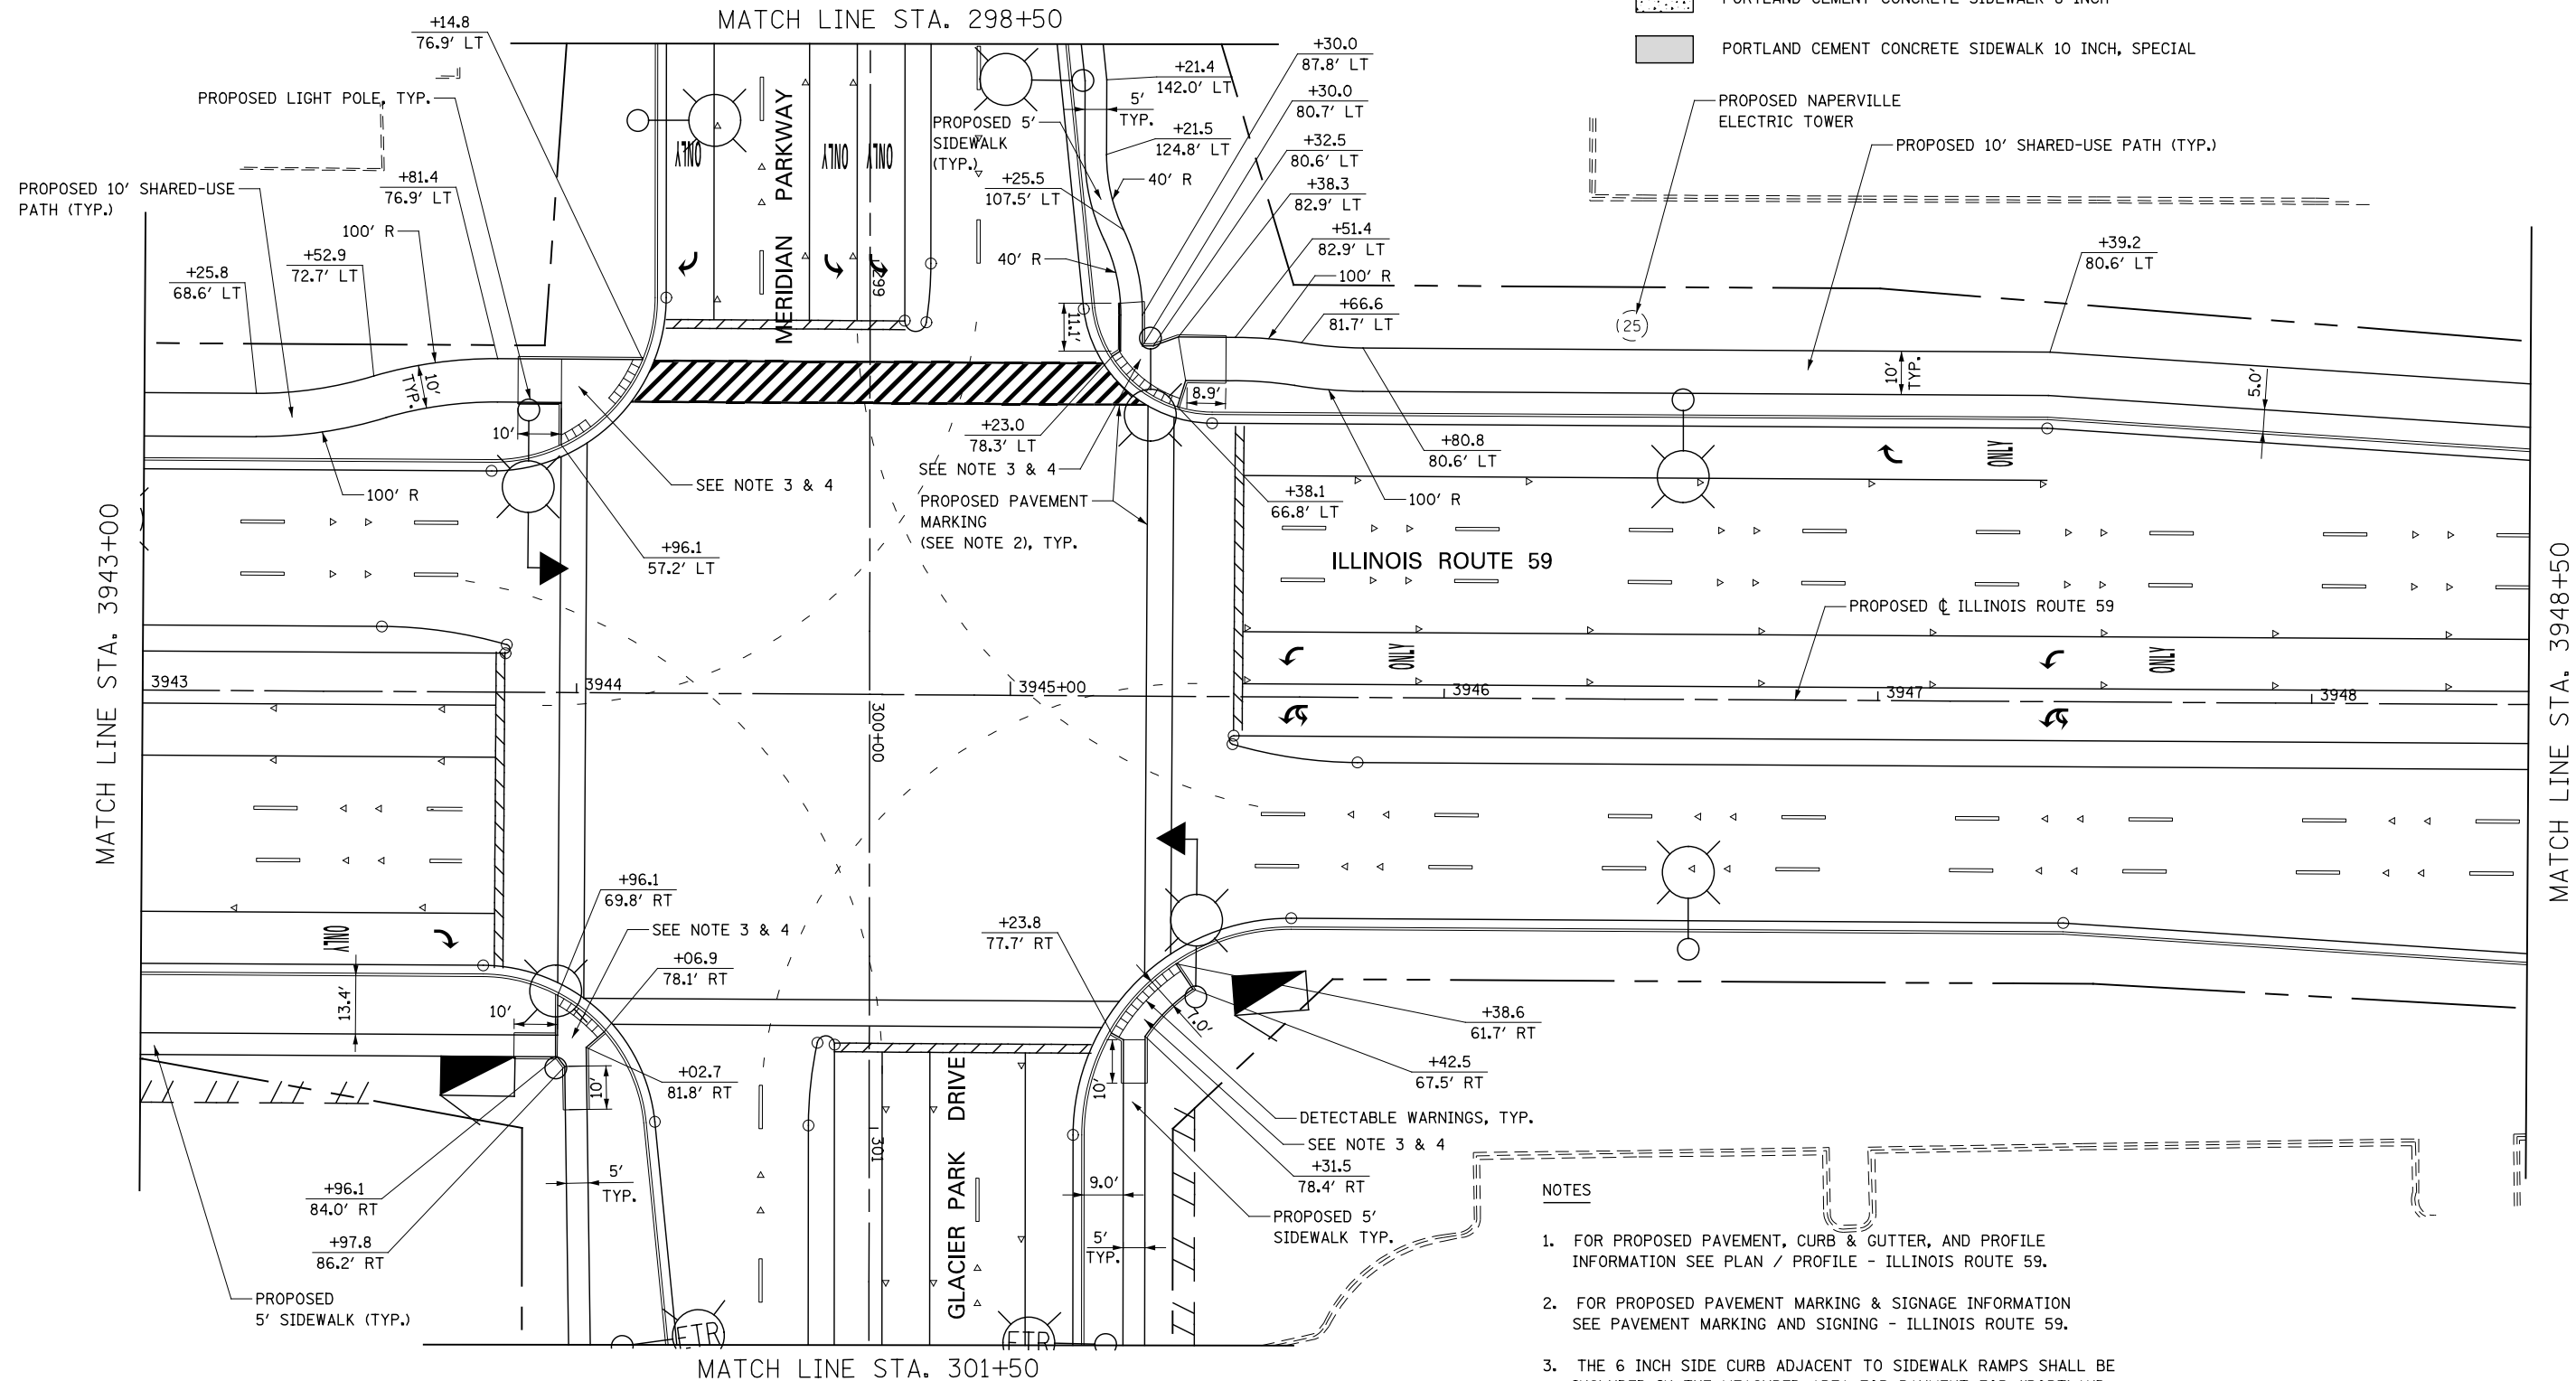 MATCH LINE STA. 298+50
PORTLAND CEMENT CONCRETE SIDEWALK 10 INCH, SPECIAL
PROPOSED NAPERVILLE
ELECTRIC TOWER
PROPOSED 10' SHARED-USE PATH (TYP.)
+14.8
76.9' LT
PROPOSED LIGHT POLE, TYP.
PROPOSED 10' SHARED-USE
PATH (TYP.)
+81.4
76.9' LT
100' R
+52.9
72.7' LT
+25.8
68.6' LT
10'
TYP.
10'
100' R
SEE NOTE 3 & 4
+96.1
57.2' LT
ONLY
MERIDIAN PARKWAY
ONLY
ONLY
299
PROPOSED 5'
SIDEWALK
(TYP.)
5'
TYP.
+21.4
142.0' LT
+21.5
124.8' LT
40' R
+25.5
107.5' LT
40' R
11.1'
+30.0
87.8' LT
+30.0
80.7' LT
+32.5
80.6' LT
+38.3
82.9' LT
+51.4
82.9' LT
100' R
+66.6
81.7' LT
(25)
+39.2
80.6' LT
10'
TYP.
5.0'
8.9'
+23.0
78.3' LT
SEE NOTE 3 & 4
PROPOSED PAVEMENT
MARKING
(SEE NOTE 2), TYP.
+80.8
80.6' LT
100' R
+38.1
66.8' LT
ONLY
ILLINOIS ROUTE 59
PROPOSED ℄ ILLINOIS ROUTE 59
MATCH LINE STA. 3943+00
MATCH LINE STA. 3948+50
ONLY
ONLY
3943
3944
3945+00
3946
3947
3948
300+00
+96.1
69.8' RT
SEE NOTE 3 & 4
+06.9
78.1' RT
ONLY
13.4'
10'
10'
+02.7
81.8' RT
+23.8
77.7' RT
7.0'
+38.6
61.7' RT
+42.5
67.5' RT
10'
DETECTABLE WARNINGS, TYP.
SEE NOTE 3 & 4
+31.5
78.4' RT
301
GLACIER PARK DRIVE
5'
TYP.
9.0'
5'
TYP.
PROPOSED 5'
SIDEWALK TYP.
+96.1
84.0' RT
+97.8
86.2' RT
PROPOSED
5' SIDEWALK (TYP.)
ETR
ETR
MATCH LINE STA. 301+50
NOTES
1. FOR PROPOSED PAVEMENT, CURB & GUTTER, AND PROFILE
INFORMATION SEE PLAN / PROFILE - ILLINOIS ROUTE 59.
2. FOR PROPOSED PAVEMENT MARKING & SIGNAGE INFORMATION
SEE PAVEMENT MARKING AND SIGNING - ILLINOIS ROUTE 59.
3. THE 6 INCH SIDE CURB ADJACENT TO SIDEWALK RAMPS SHALL BE